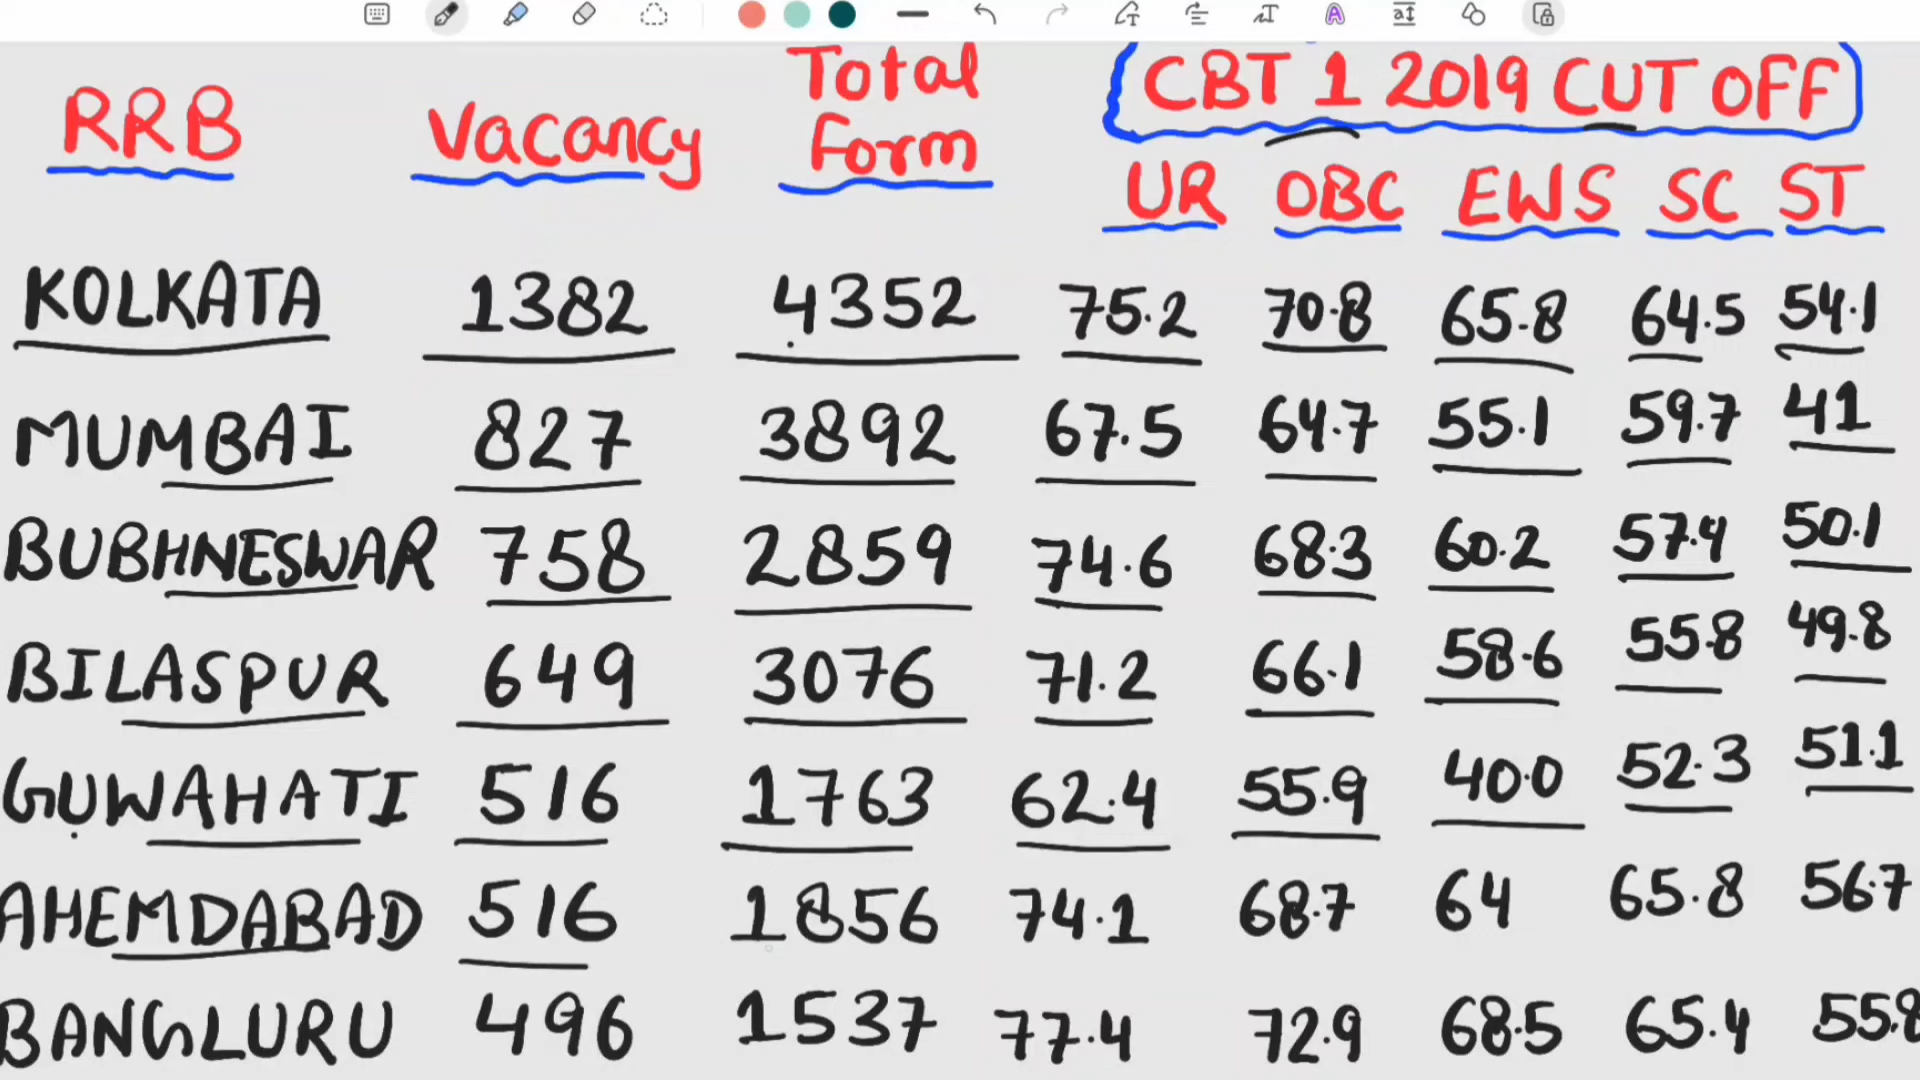 RRB Vacancy Total Form CBT 1 2019 CUT OFF
UR OBC EWS SC ST
KOLKATA 1382 4352 75.2 70.8 65.8 64.5 54.1
MUMBAI 827 3892 67.5 64.7 55.1 59.7 41
BUBHNESWAR 758 2859 74.6 68.3 60.2 57.4 50.1
BILASPUR 649 3076 71.2 66.1 58.6 55.8 49.8
GUWAHATI 516 1763 62.4 55.9 40.0 52.3 51.1
AHEMDABAD 516 1856 74.1 68.7 64 65.8 56.7
BANGLURU 496 1537 77.4 72.9 68.5 65.4 55.8